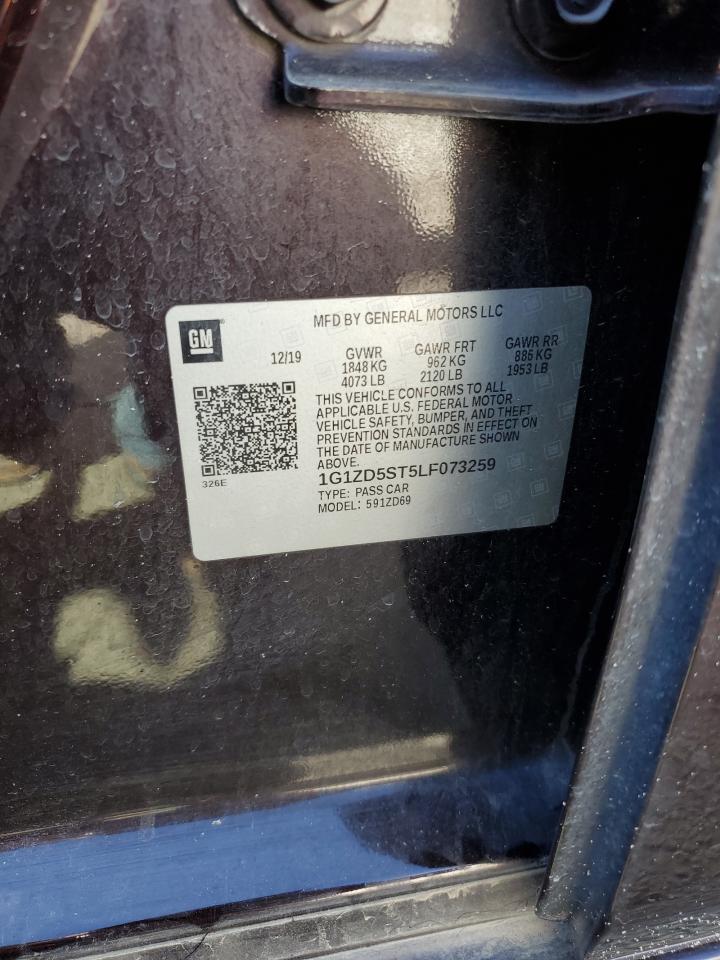 GM
MFD BY GENERAL MOTORS LLC
12/19
GVWR
1848 KG
4073 LB
GAWR FRT
962 KG
2120 LB
GAWR RR
886 KG
1953 LB
THIS VEHICLE CONFORMS TO ALL
APPLICABLE U.S. FEDERAL MOTOR
VEHICLE SAFETY, BUMPER, AND THEFT
PREVENTION STANDARDS IN EFFECT ON
THE DATE OF MANUFACTURE SHOWN
ABOVE.
326E
1G1ZD5ST5LF073259
TYPE: PASS CAR
MODEL: 591ZD69